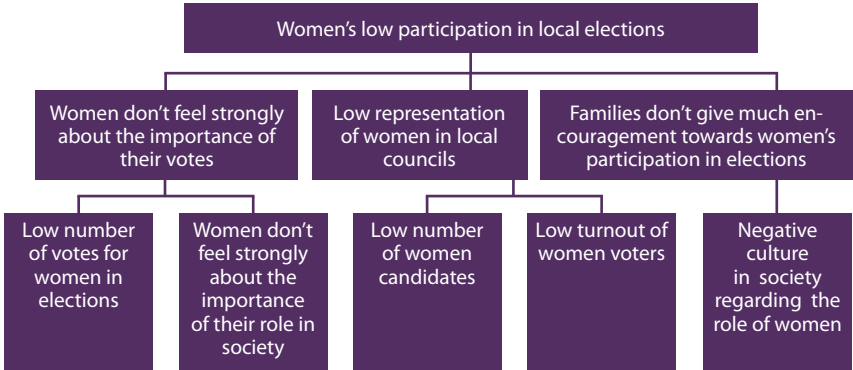 Women’s low participation in local elections
Women don’t feel strongly
about the importance of
their votes
Low representation
of women in local
councils
Families don’t give much en-
couragement towards women’s
participation in elections
Low number
of votes for
women in
elections
Women don’t
feel strongly
about the
importance
of their role in
society
Low number
of women
candidates
Low turnout of
women voters
Negative
culture
in society
regarding the
role of women